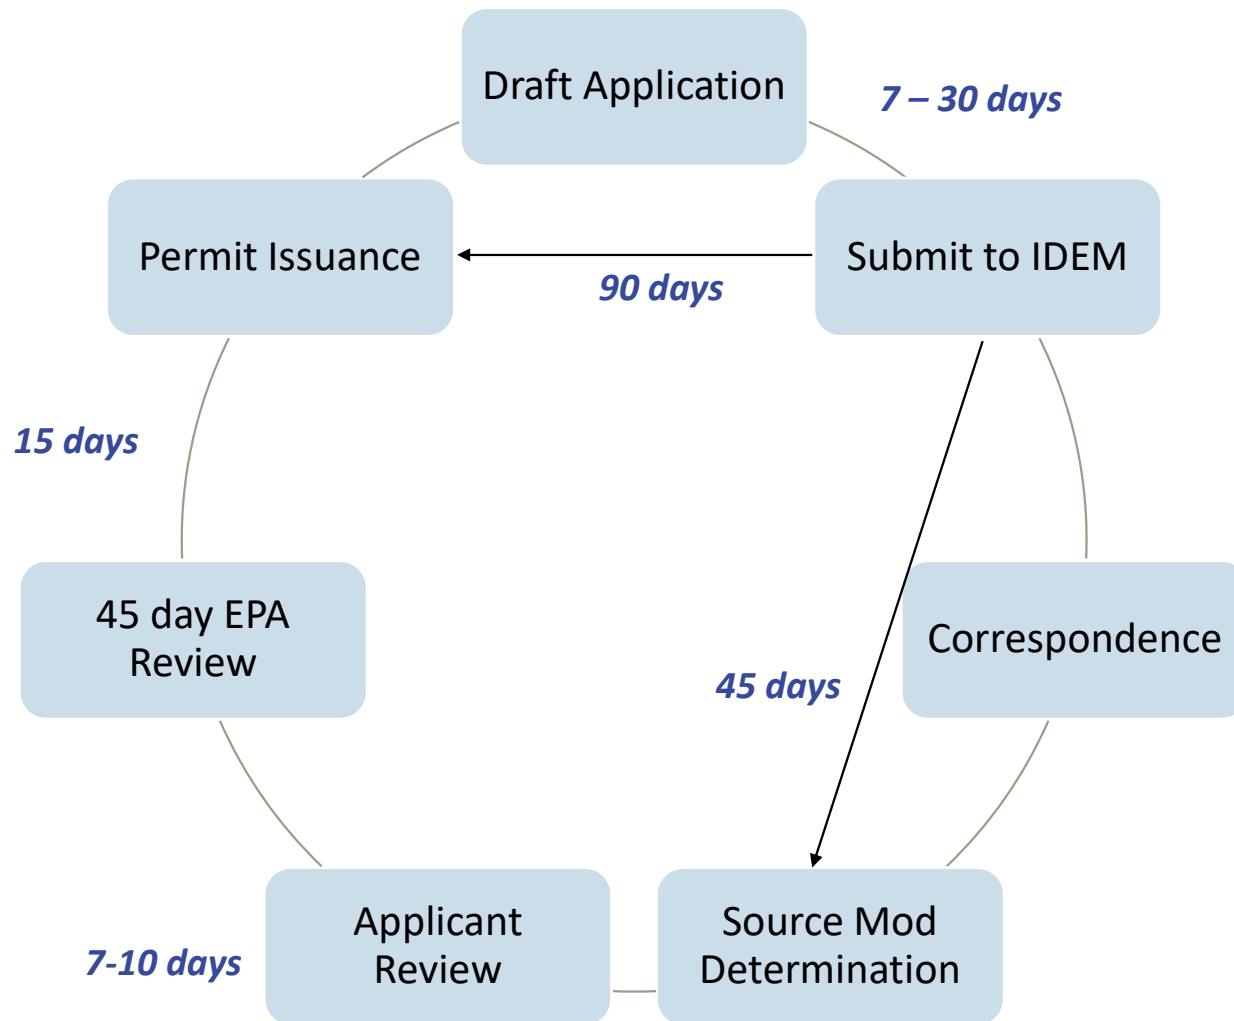 Draft Application
7 – 30 days
Permit Issuance
Submit to IDEM
90 days
15 days
45 day EPA
Review
Correspondence
45 days
Applicant
Review
Source Mod
Determination
7-10 days